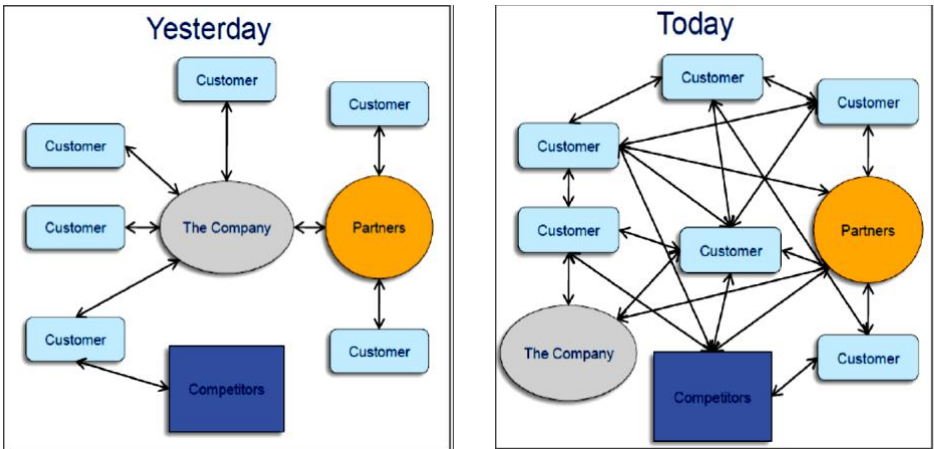 Yesterday
Customer
Customer
Customer
Customer
The Company
Partners
Customer
Customer
Competitors
Today
Customer
Customer
Customer
Customer
Customer
Partners
The Company
Customer
Competitors